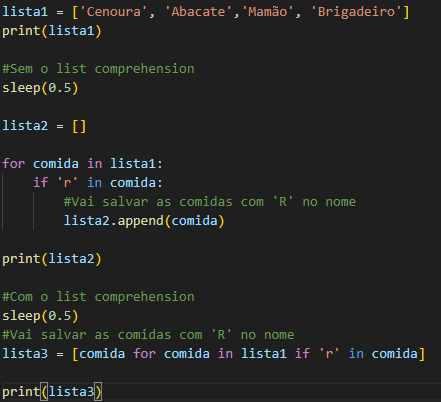 lista1 = ['Cenoura', 'Abacate','Mamão', 'Brigadeiro']
print(lista1)
#Sem o list comprehension
sleep(0.5)
lista2 = []
for comida in lista1:
if 'r' in comida:
#Vai salvar as comidas com 'R' no nome
lista2.append(comida)
print(lista2)
#Com o list comprehension
sleep(0.5)
#Vai salvar as comidas com 'R' no nome
lista3 = [comida for comida in lista1 if 'r' in comida]
print(lista3)